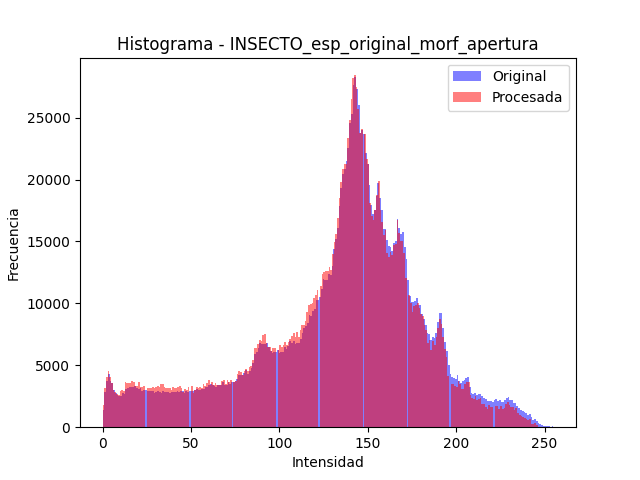 Histograma - INSECTO_esp_original_morf_apertura
Original
Procesada
Frecuencia
25000
20000
15000
10000
5000
0
0 50 100 150 200 250
Intensidad